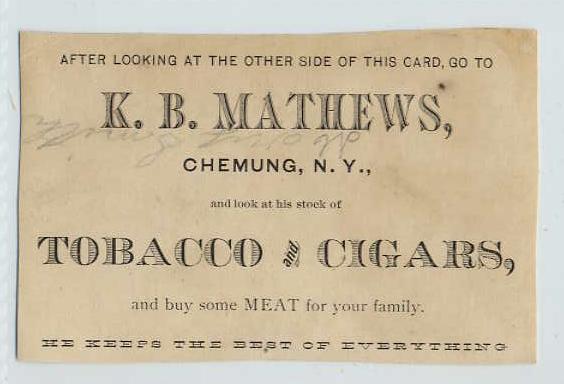 AFTER LOOKING AT THE OTHER SIDE OF THIS CARD, GO TO
K. B. MATHEWS,
CHEMUNG, N. Y.,
and look at his stock of
TOBACCO and CIGARS,
and buy some MEAT for your family.
HE KEEPS THE BEST OF EVERYTHING